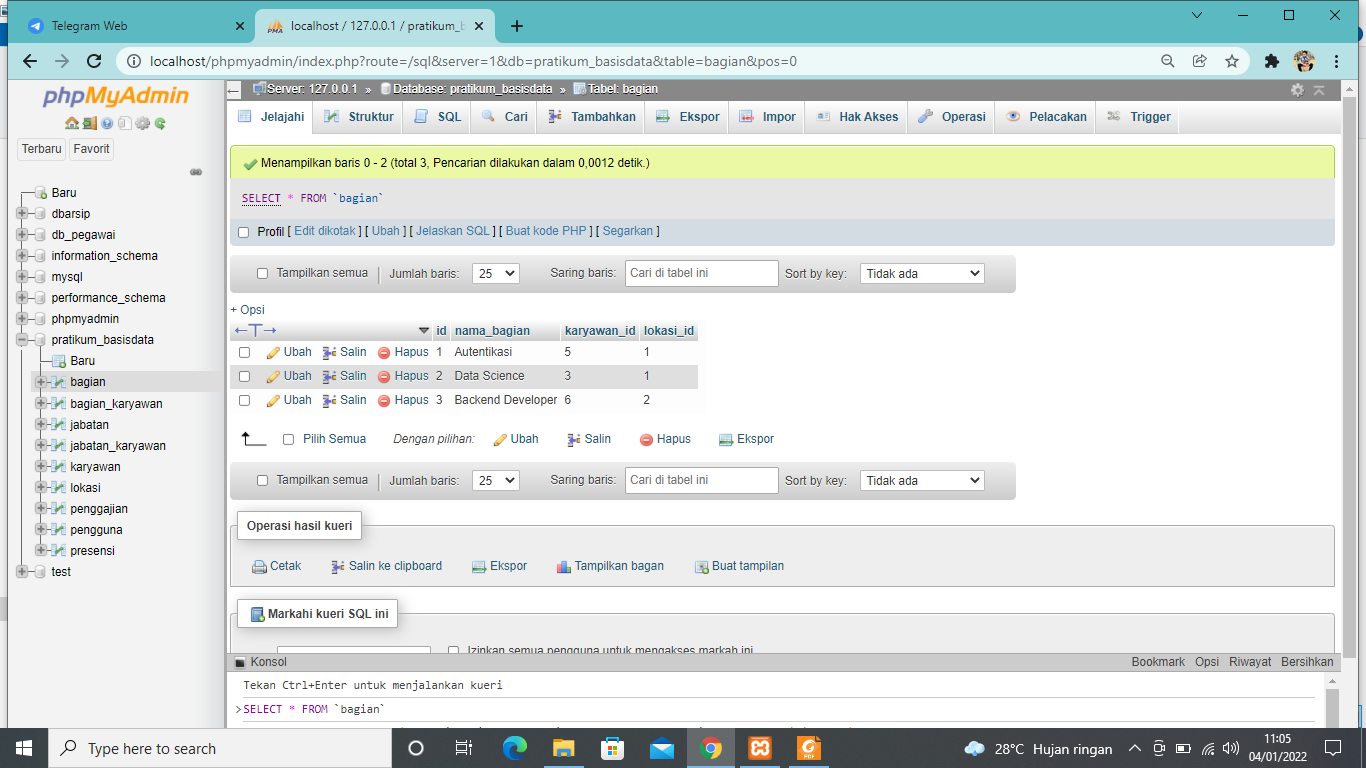 Telegram Web
localhost / 127.0.0.1 / pratikum_b
localhost/phpmyadmin/index.php?route=/sql&server=1&db=pratikum_basisdata&table=bagian&pos=0
phpMyAdmin
Terbaru Favorit
Baru
dbarsip
db_pegawai
information_schema
mysql
performance_schema
phpmyadmin
pratikum_basisdata
Baru
bagian
bagian_karyawan
jabatan
jabatan_karyawan
karyawan
lokasi
penggajian
pengguna
presensi
test
Server: 127.0.0.1 » Database: pratikum_basisdata » Tabel: bagian
Jelajahi Struktur SQL Cari Tambahkan Ekspor Impor Hak Akses Operasi Pelacakan Trigger
Menampilkan baris 0 - 2 (total 3, Pencarian dilakukan dalam 0,0012 detik.)
SELECT * FROM `bagian`
Profil [ Edit dikotak ] [ Ubah ] [ Jelaskan SQL ] [ Buat kode PHP ] [ Segarkan ]
Tampilkan semua Jumlah baris: 25 Saring baris: Cari di tabel ini Sort by key: Tidak ada
+ Opsi
id nama_bagian karyawan_id lokasi_id
Ubah Salin Hapus 1 Autentikasi 5 1
Ubah Salin Hapus 2 Data Science 3 1
Ubah Salin Hapus 3 Backend Developer 6 2
Pilih Semua Dengan pilihan: Ubah Salin Hapus Ekspor
Tampilkan semua Jumlah baris: 25 Saring baris: Cari di tabel ini Sort by key: Tidak ada
Operasi hasil kueri
Cetak Salin ke clipboard Ekspor Tampilkan bagan Buat tampilan
Markahi kueri SQL ini
Izinkan semua pengguna untuk mengakses markah ini
Konsol Bookmark Opsi Riwayat Bersihkan
Tekan Ctrl+Enter untuk menjalankan kueri
>SELECT * FROM `bagian`
Type here to search
28°C Hujan ringan
11:05
04/01/2022